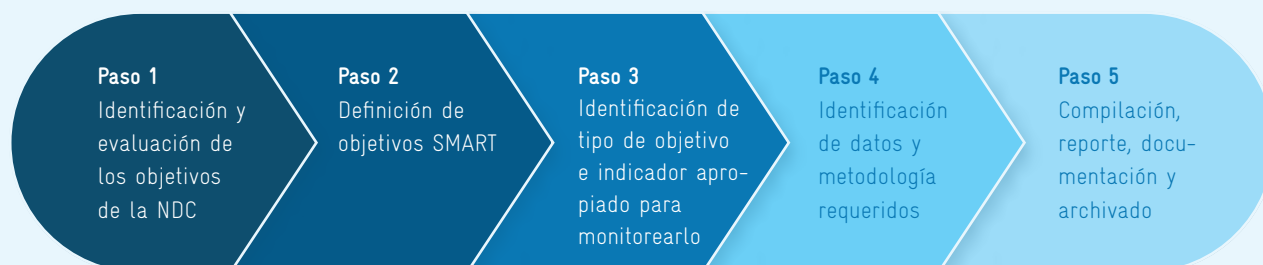 Paso 1
Identificación y
evaluación de
los objetivos
de la NDC
Paso 2
Definición de
objetivos SMART
Paso 3
Identificación de
tipo de objetivo
e indicador apro-
piado para
monitorearlo
Paso 4
Identificación
de datos y
metodología
requeridos
Paso 5
Compilación,
reporte, docu-
mentación y
archivado